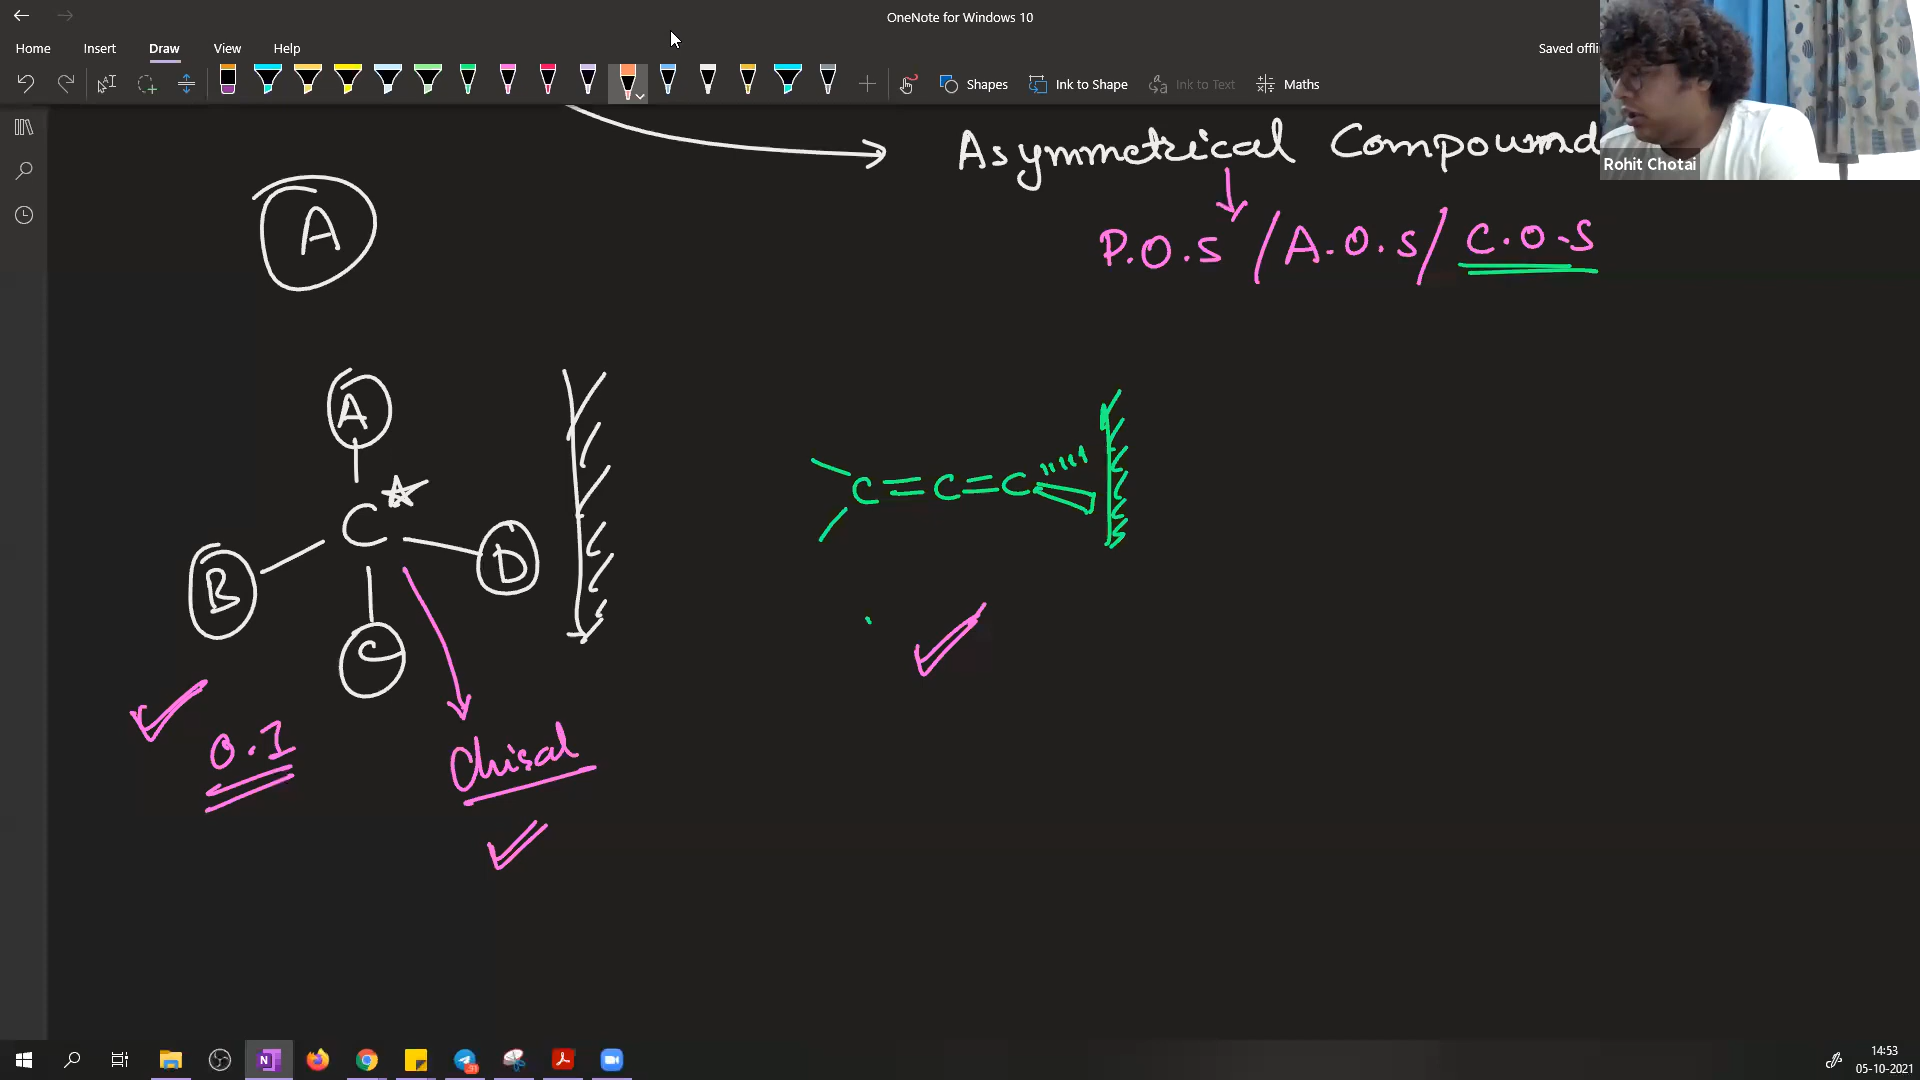 OneNote for Windows 10
Home Insert Draw View Help
Saved offli
Shapes Ink to Shape Ink to Text Maths
Asymmetrical Compound
Rohit Chotai
A
P.O.S / A.O.S / C.O.S
A
C
B
D
C
C=C=C
O.I
Chiral
14:53
05-10-2021